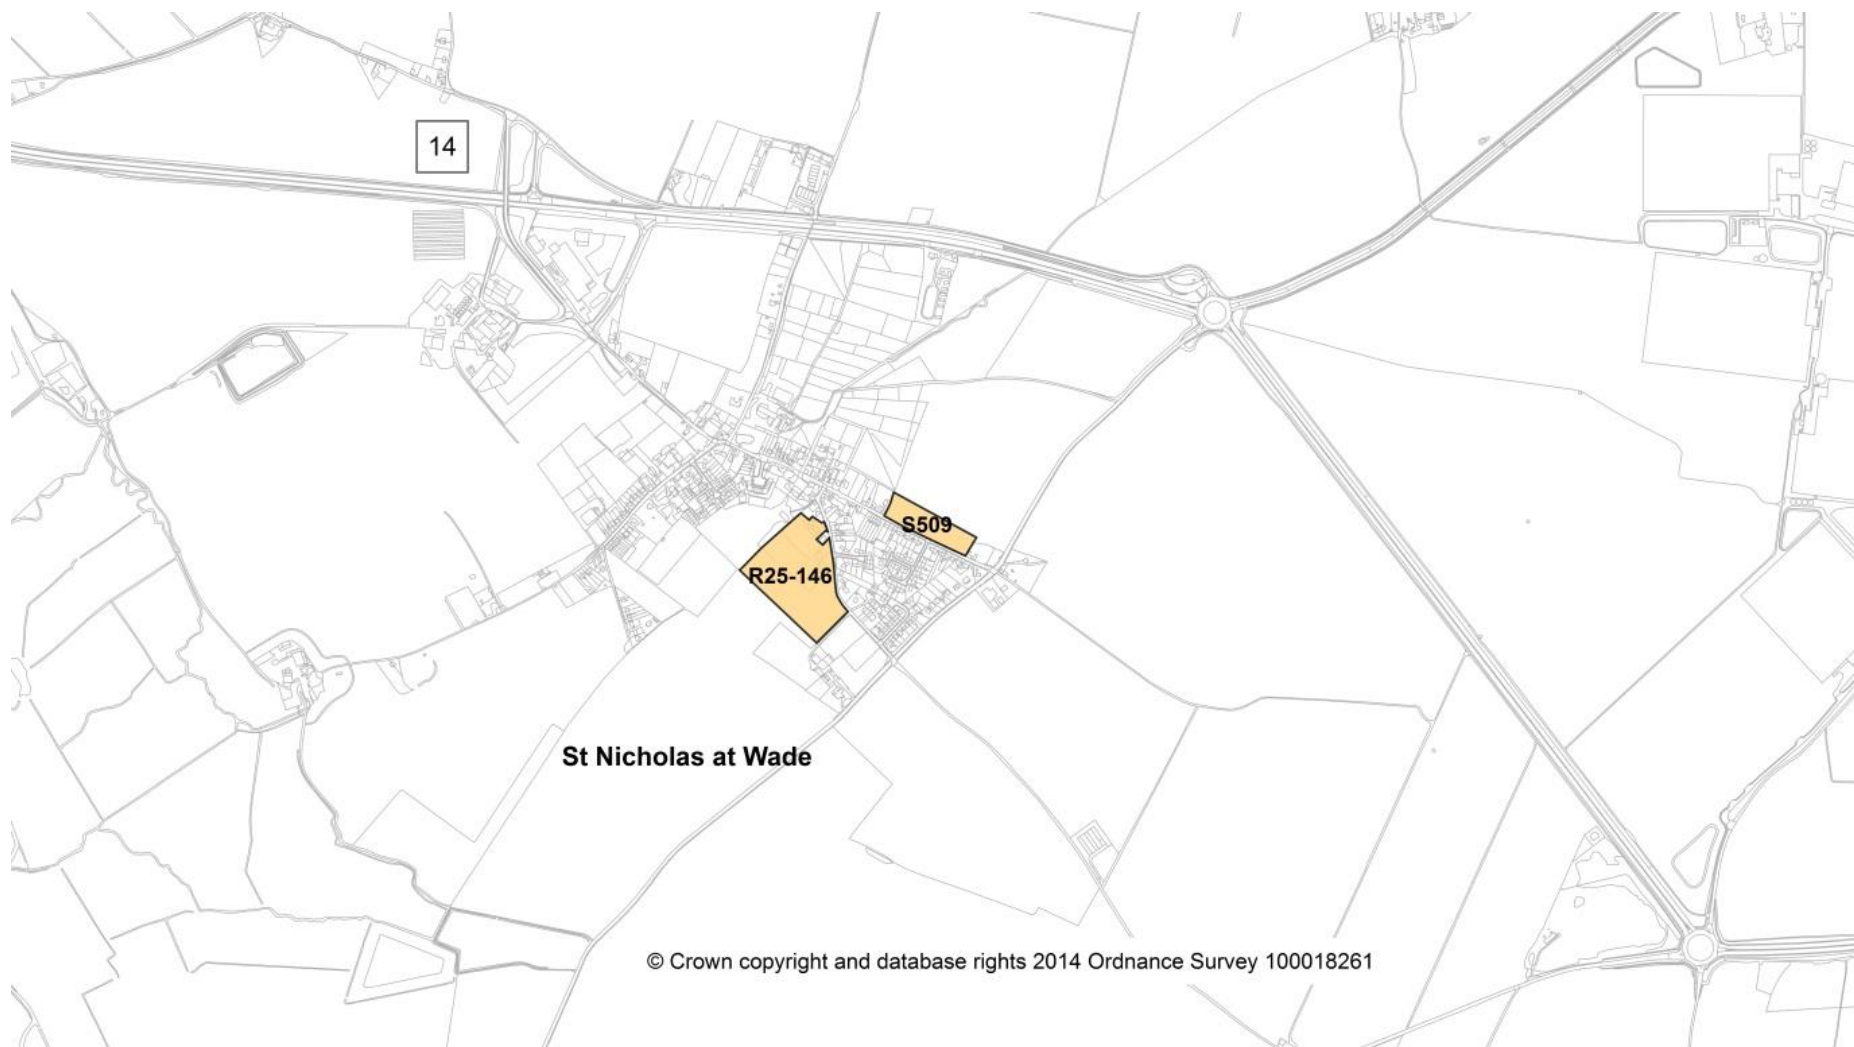 14
S509
R25-146
St Nicholas at Wade
© Crown copyright and database rights 2014 Ordnance Survey 100018261